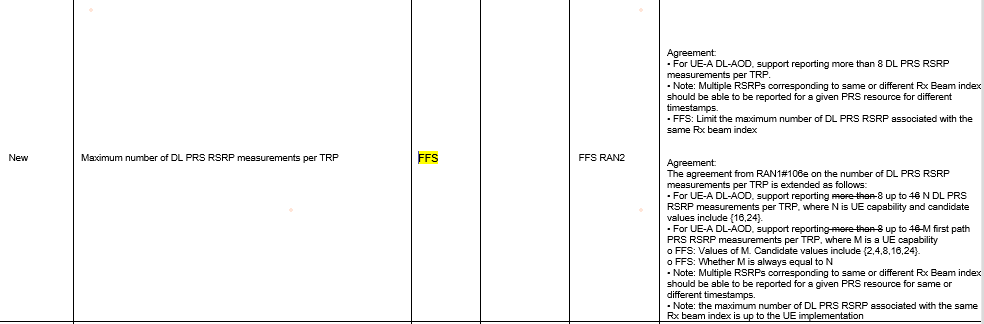 Agreement:
• For UE-A DL-AOD, support reporting more than 8 DL PRS RSRP
measurements per TRP.
• Note: Multiple RSRPs corresponding to same or different Rx Beam index
should be able to be reported for a given PRS resource for different
timestamps.
• FFS: Limit the maximum number of DL PRS RSRP associated with the
same Rx beam index
New
Maximum number of DL PRS RSRP measurements per TRP
FFS
FFS RAN2
Agreement:
The agreement from RAN1#106e on the number of DL PRS RSRP
measurements per TRP is extended as follows:
• For UE-A DL-AOD, support reporting more than 8 up to 16 N DL PRS
RSRP measurements per TRP, where N is UE capability and candidate
values include {16,24}.
• For UE-A DL-AOD, support reporting more than 8 up to 16 M first path
PRS RSRP measurements per TRP, where M is a UE capability
o FFS: Values of M. Candidate values include {2,4,8,16,24}.
o FFS: Whether M is always equal to N
• Note: Multiple RSRPs corresponding to same or different Rx Beam index
should be able to be reported for a given PRS resource for same or
different timestamps.
• Note: the maximum number of DL PRS RSRP associated with the same
Rx beam index is up to the UE implementation